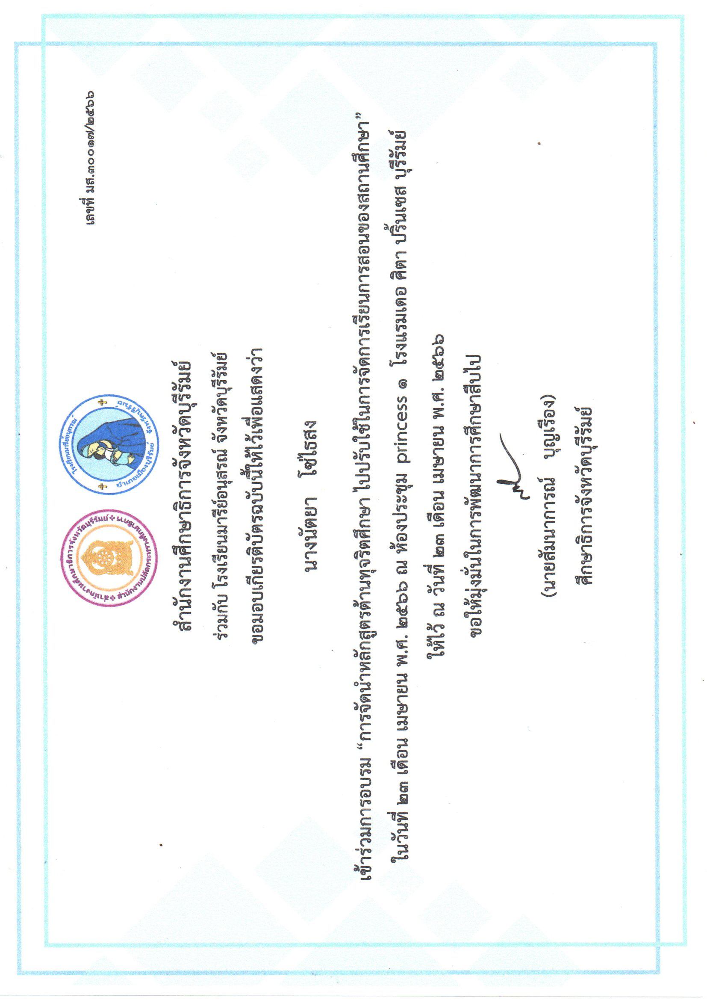 เลขที่ มส.๓๐๐๑๗/๒๕๖๖
สำนักงานศึกษาธิการจังหวัดบุรีรัมย์ สำนักงานปลัดกระทรวงศึกษาธิการ
โรงเรียนมารีย์อนุสรณ์ อำเภอเมืองบุรีรัมย์ จังหวัดบุรีรัมย์
สำนักงานศึกษาธิการจังหวัดบุรีรัมย์
ร่วมกับ โรงเรียนมารีย์อนุสรณ์ จังหวัดบุรีรัมย์
ขอมอบเกียรติบัตรฉบับนี้ให้ไว้เพื่อแสดงว่า
นางนัตยา โซ่ไธสง
เข้าร่วมการอบรม “การจัดนำหลักสูตรต้านทุจริตศึกษา ไปปรับใช้ในการจัดการเรียนการสอนของสถานศึกษา”
ในวันที่ ๒๓ เดือน เมษายน พ.ศ. ๒๕๖๖ ณ ห้องประชุม princess ๑ โรงแรมเดอ ศิตา ปริ้นเซส บุรีรัมย์
ให้ไว้ ณ วันที่ ๒๓ เดือน เมษายน พ.ศ. ๒๕๖๖
ขอให้มุ่งมั่นในการพัฒนาการศึกษาสืบไป
(นายสัมนาการณ์ บุญเรือง)
ศึกษาธิการจังหวัดบุรีรัมย์